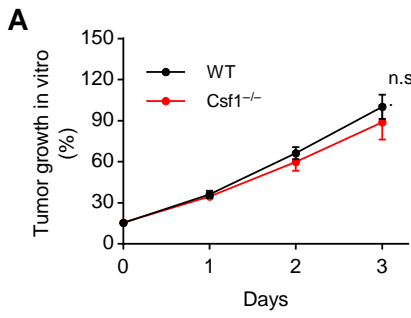 A
Tumor growth in vitro
(%)
150
120
90
60
30
0
WT
Csf1⁻/⁻
n.s
.
0 1 2 3
Days